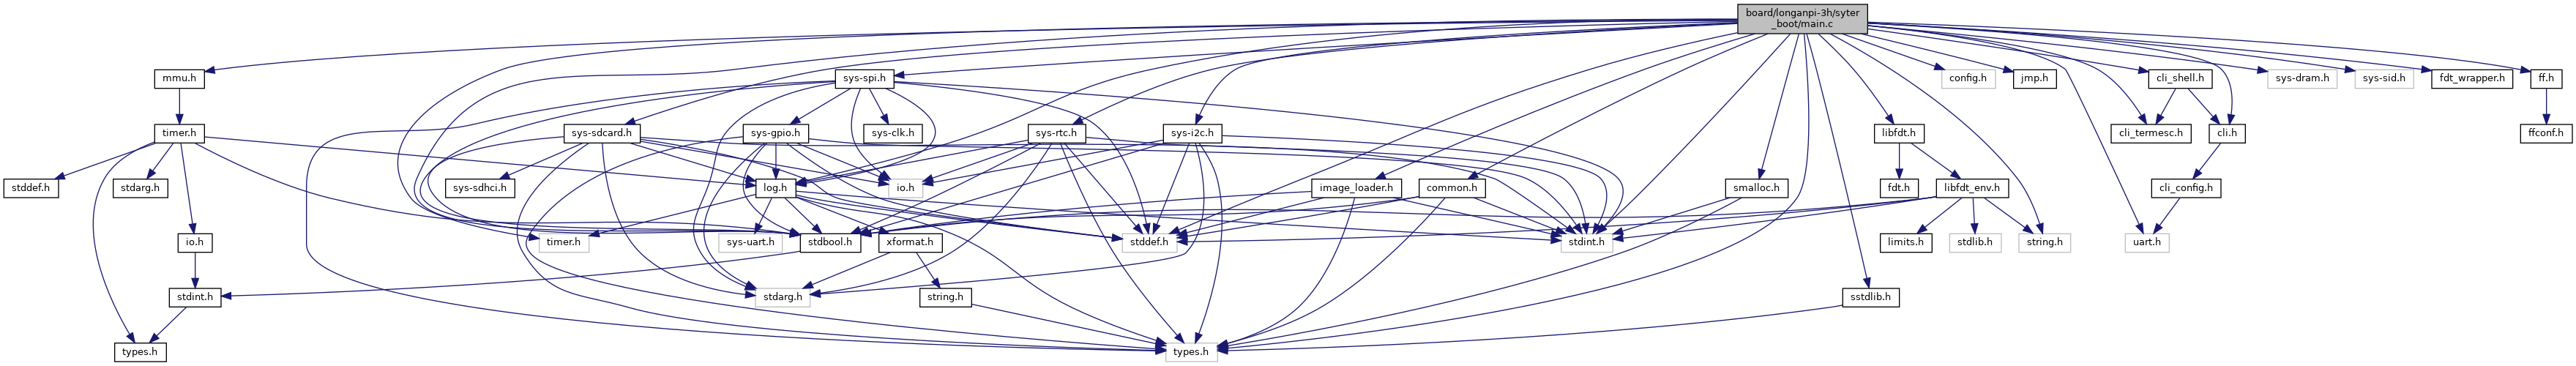 board/longanpi-3h/syter
_boot/main.c
mmu.h
sys-spi.h
config.h
jmp.h
cli_shell.h
sys-dram.h
sys-sid.h
fdt_wrapper.h
ff.h
timer.h
sys-sdcard.h
sys-gpio.h
sys-clk.h
sys-rtc.h
sys-i2c.h
libfdt.h
cli_termesc.h
cli.h
ffconf.h
stddef.h
stdarg.h
sys-sdhci.h
log.h
io.h
image_loader.h
common.h
smalloc.h
fdt.h
libfdt_env.h
cli_config.h
io.h
timer.h
sys-uart.h
stdbool.h
xformat.h
stddef.h
stdint.h
limits.h
stdlib.h
string.h
uart.h
stdint.h
stdarg.h
string.h
sstdlib.h
types.h
types.h